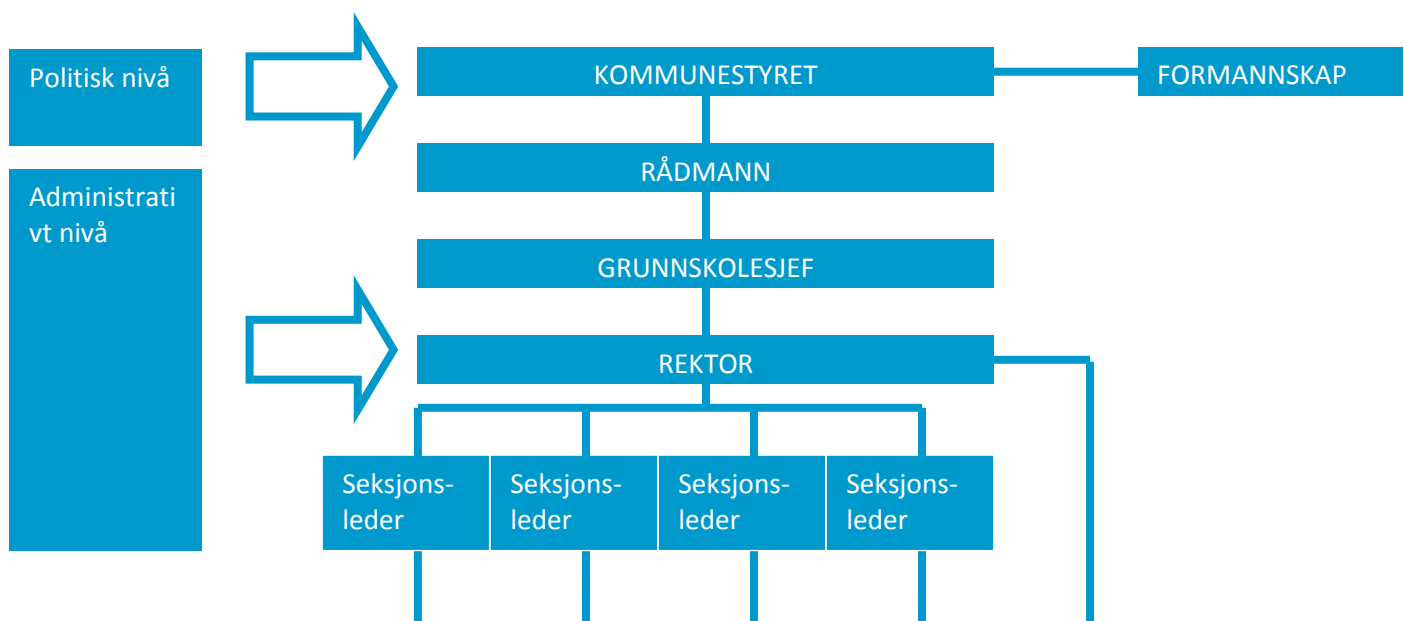 Politisk nivå
KOMMUNESTYRET
FORMANNSKAP
RÅDMANN
Administrati
vt nivå
GRUNNSKOLESJEF
REKTOR
Seksjons-
leder
Seksjons-
leder
Seksjons-
leder
Seksjons-
leder